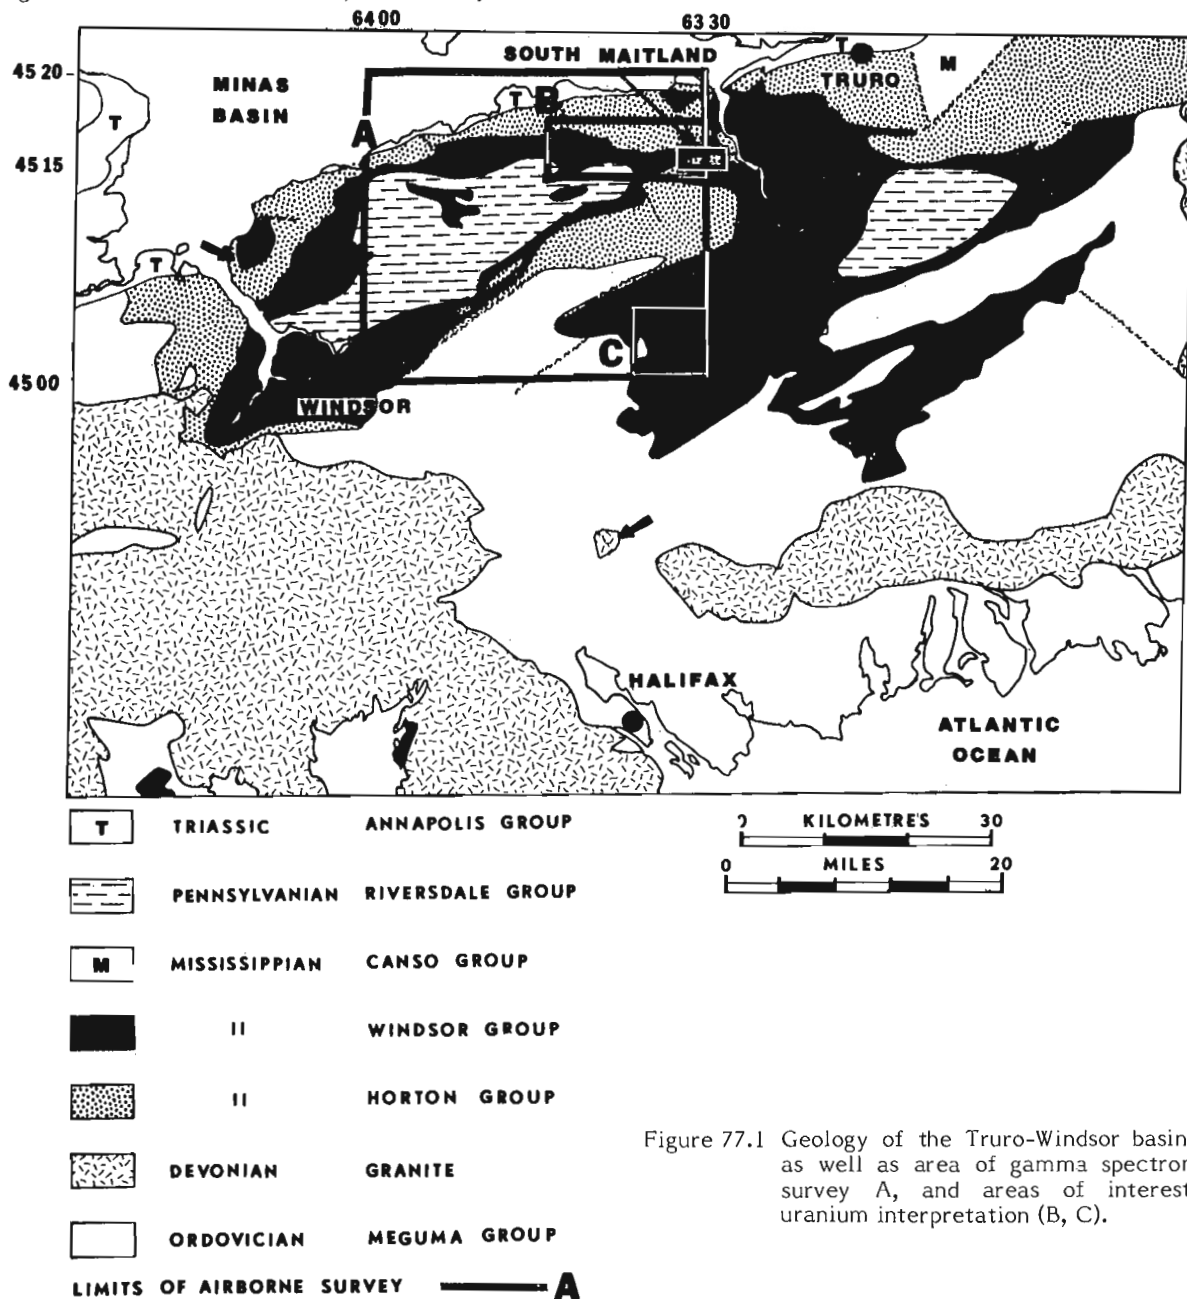 64 00
63 30
SOUTH MAITLAND
T
TRURO
M
45 20
MINAS
BASIN
T
T
B
A
45 15
T
C
45 00
WINDSOR
HALIFAX
ATLANTIC
OCEAN
T TRIASSIC ANNAPOLIS GROUP
KILOMETRES 30
0 MILES 20
PENNSYLVANIAN RIVERSDALE GROUP
M MISSISSIPPIAN CANSO GROUP
II WINDSOR GROUP
II HORTON GROUP
DEVONIAN GRANITE
ORDOVICIAN MEGUMA GROUP
LIMITS OF AIRBORNE SURVEY A
Figure 77.1 Geology of the Truro-Windsor basin
as well as area of gamma spectron
survey A, and areas of interest
uranium interpretation (B, C).